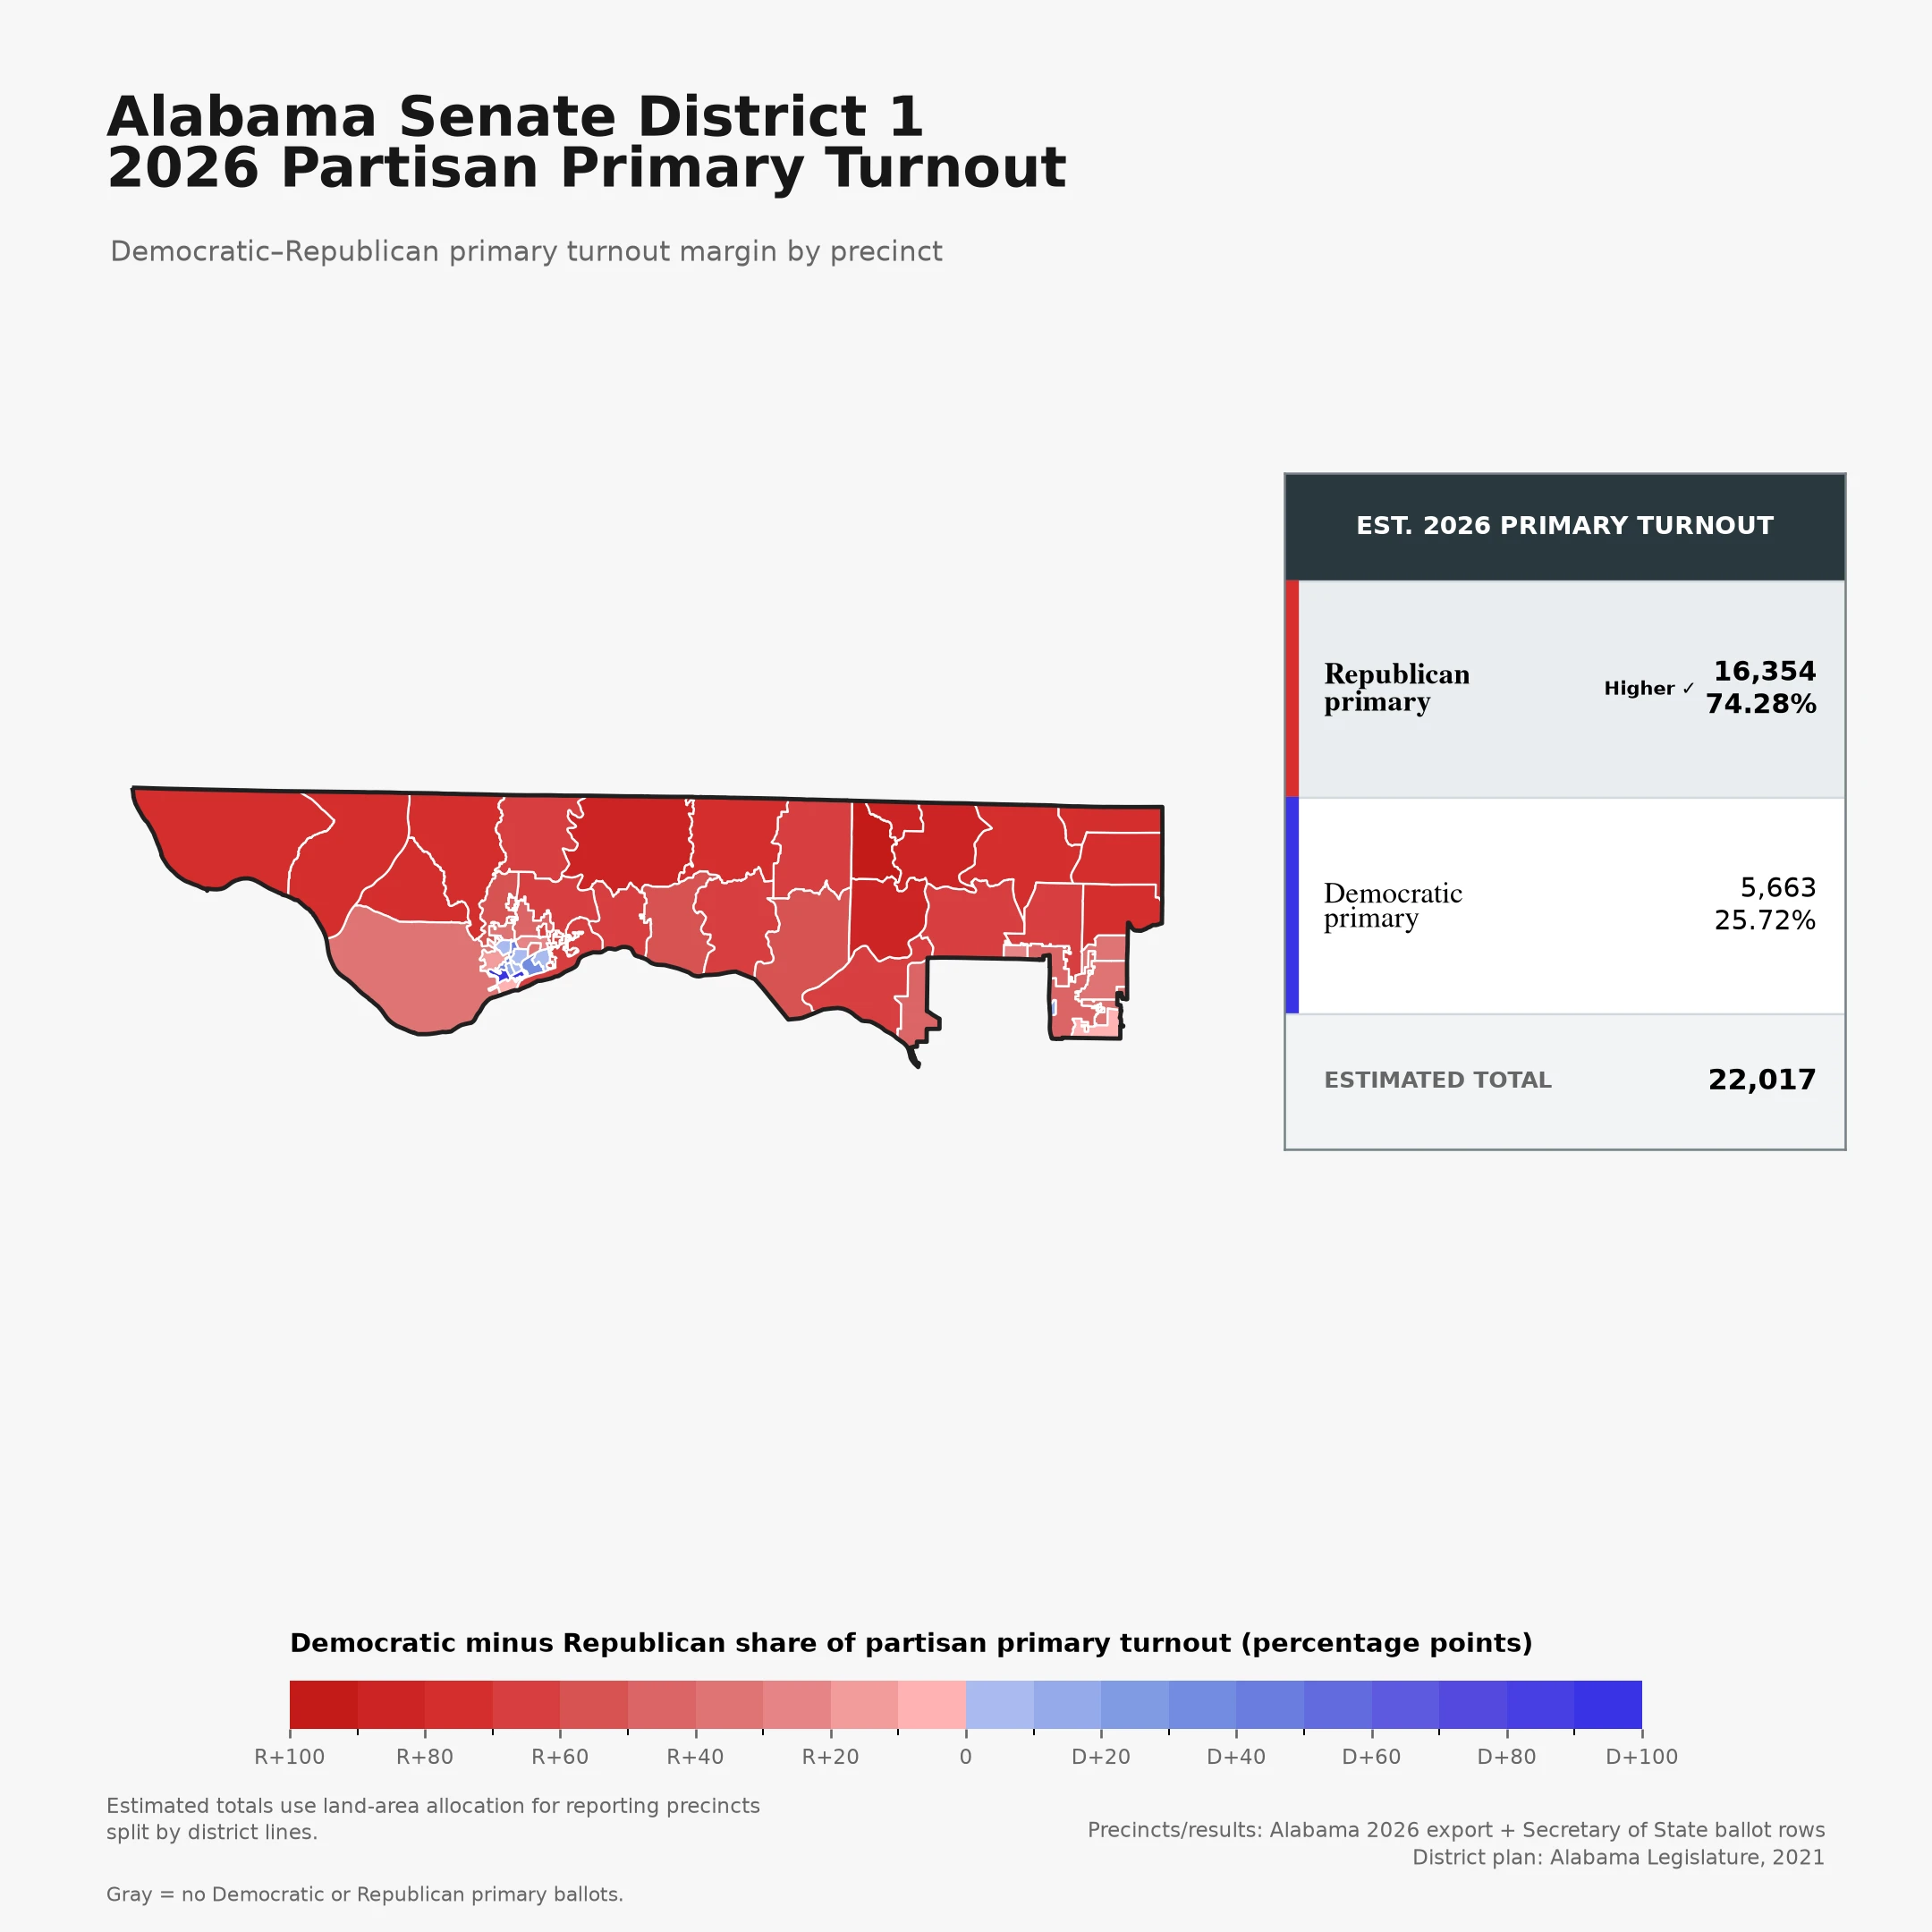 Alabama Senate District 1
2026 Partisan Primary Turnout
Democratic–Republican primary turnout margin by precinct
EST. 2026 PRIMARY TURNOUT
Republican
primary
Higher ✓
16,354
74.28%
Democratic
primary
5,663
25.72%
ESTIMATED TOTAL
22,017
Democratic minus Republican share of partisan primary turnout (percentage points)
R+100 R+80 R+60 R+40 R+20 0 D+20 D+40 D+60 D+80 D+100
Estimated totals use land-area allocation for reporting precincts
split by district lines.
Gray = no Democratic or Republican primary ballots.
Precincts/results: Alabama 2026 export + Secretary of State ballot rows
District plan: Alabama Legislature, 2021